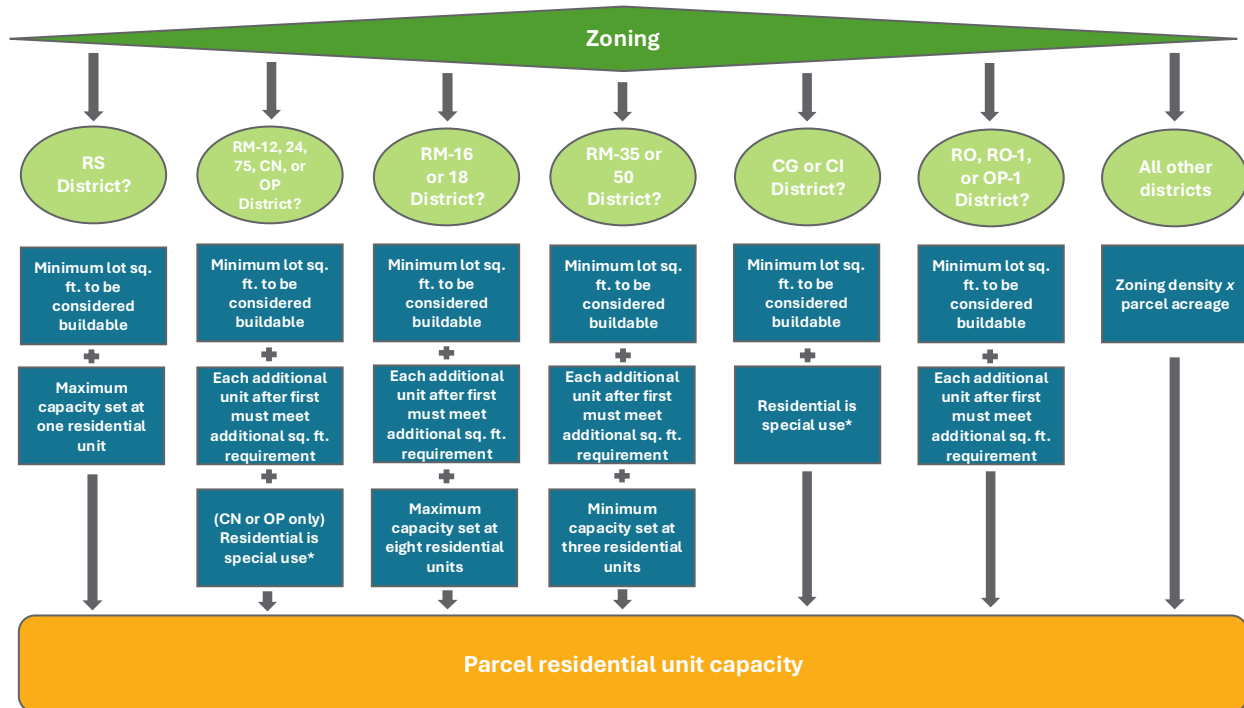 Zoning
RS
District?
RM-12, 24,
75, CN, or
OP
District?
RM-16
or 18
District?
RM-35 or
50
District?
CG or CI
District?
RO, RO-1,
or OP-1
District?
All other
districts
Minimum lot sq.
ft. to be
considered
buildable
Minimum lot sq.
ft. to be
considered
buildable
Minimum lot sq.
ft. to be
considered
buildable
Minimum lot sq.
ft. to be
considered
buildable
Minimum lot sq.
ft. to be
considered
buildable
Minimum lot sq.
ft. to be
considered
buildable
Zoning density x
parcel acreage
Maximum
capacity set at
one residential
unit
Each additional
unit after first
must meet
additional sq. ft.
requirement
Each additional
unit after first
must meet
additional sq. ft.
requirement
Each additional
unit after first
must meet
additional sq. ft.
requirement
Residential is
special use*
Each additional
unit after first
must meet
additional sq. ft.
requirement
(CN or OP only)
Residential is
special use*
Maximum
capacity set at
eight residential
units
Minimum
capacity set at
three residential
units
Parcel residential unit capacity